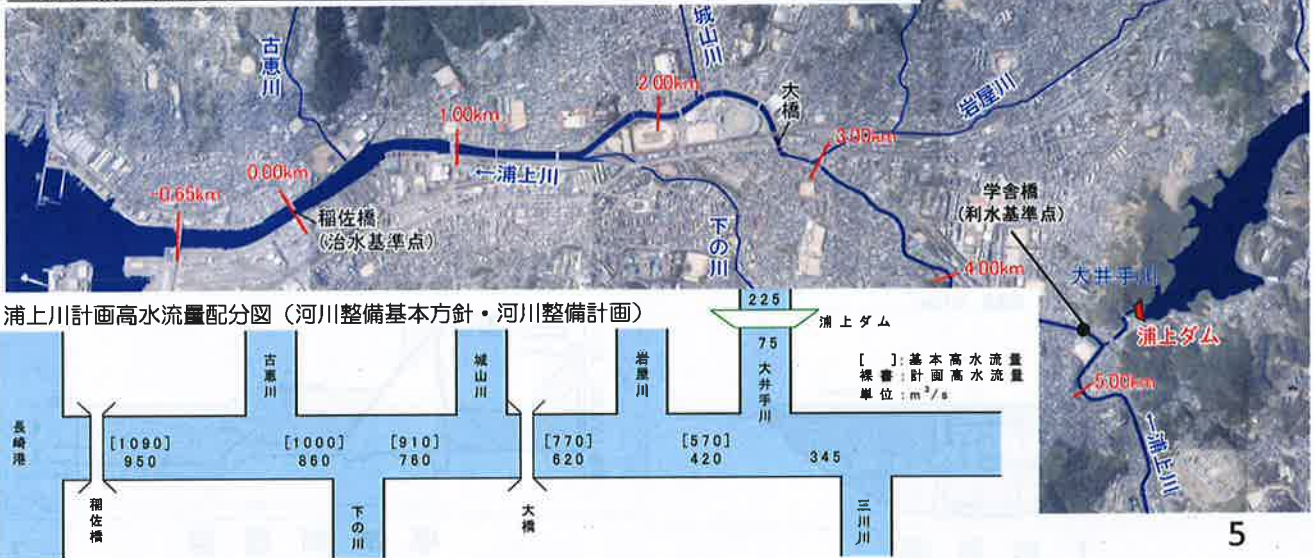 古恵川
城山川
大橋
岩屋川
2.00km
1.00km
3.00km
0.00km
-0.65km
←浦上川
稲佐橋
(治水基準点)
下の川
学舎橋
(利水基準点)
4.00km
大井手川
浦上ダム
5.00km
←浦上川
浦上川計画高水流量配分図（河川整備基本方針・河川整備計画）
225
浦上ダム
75
大井手川
[ ]：基本高水流量
裸書：計画高水流量
単位：m³/s
古恵川
城山川
岩屋川
長崎港
[1090]
950
[1000]
860
[910]
760
[770]
620
[570]
420
345
稲佐橋
下の川
大橋
三川川
5